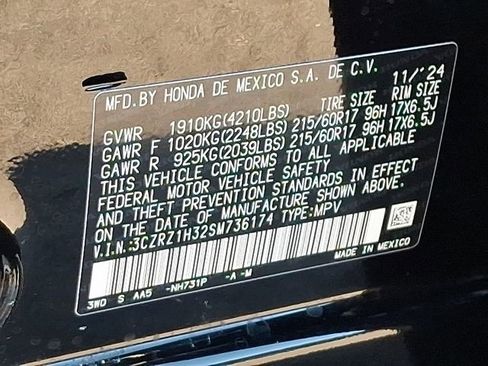 MFD. BY HONDA DE MEXICO S.A. DE C.V. 11/'24
TIRE SIZE RIM SIZE
GVWR 1910KG(4210LBS)
GAWR F 1020KG(2248LBS) 215/60R17 96H 17X6.5J
GAWR R 925KG(2039LBS) 215/60R17 96H 17X6.5J
THIS VEHICLE CONFORMS TO ALL APPLICABLE
FEDERAL MOTOR VEHICLE SAFETY
AND THEFT PREVENTION STANDARDS IN EFFECT
ON THE DATE OF MANUFACTURE SHOWN ABOVE.
V.I.N.:3CZRZ1H32SM736174 TYPE:MPV
MADE IN MEXICO
3WD S AA5 -NH731P -A -M